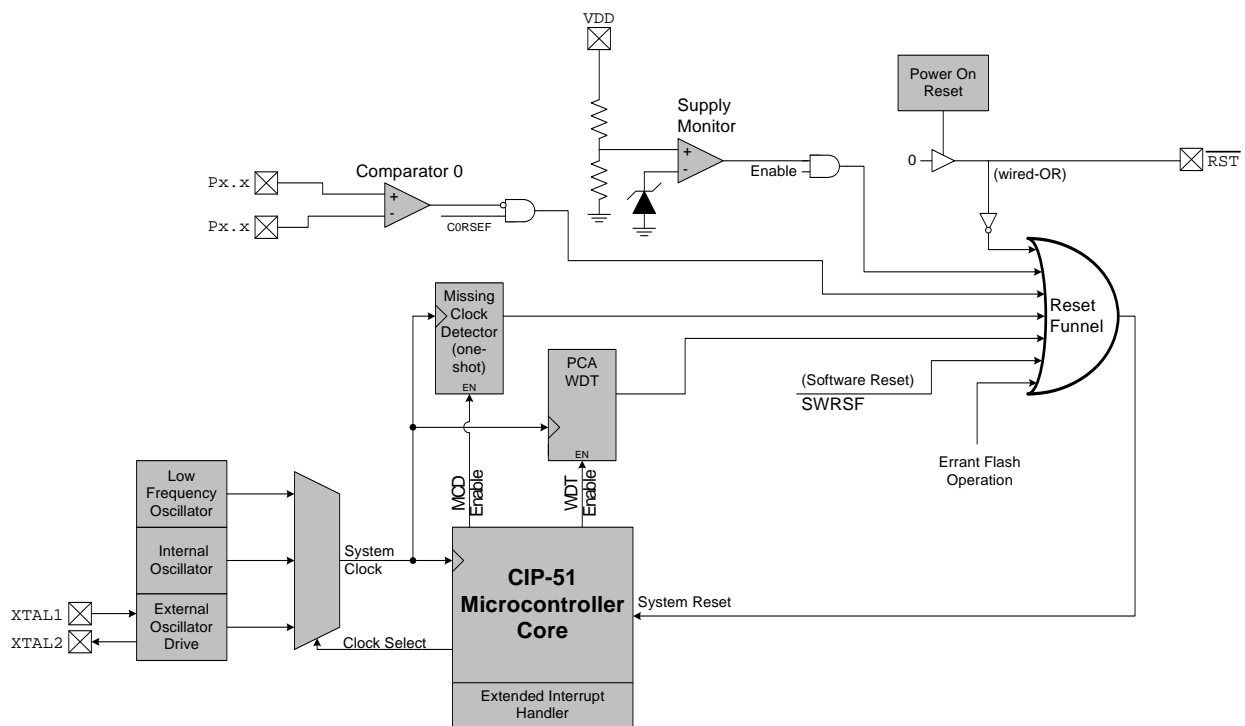 VDD
Power On
Reset
Supply
Monitor
+
-
Enable
0
(wired-OR)
RST
Comparator 0
Px.x
Px.x
+
-
C0RSEF
Missing
Clock
Detector
(one-
shot)
EN
PCA
WDT
EN
Reset
Funnel
(Software Reset)
SWRSF
Errant Flash
Operation
MCD
Enable
WDT
Enable
Low
Frequency
Oscillator
Internal
Oscillator
External
Oscillator
Drive
XTAL1
XTAL2
System
Clock
Clock Select
CIP-51
Microcontroller
Core
System Reset
Extended Interrupt
Handler